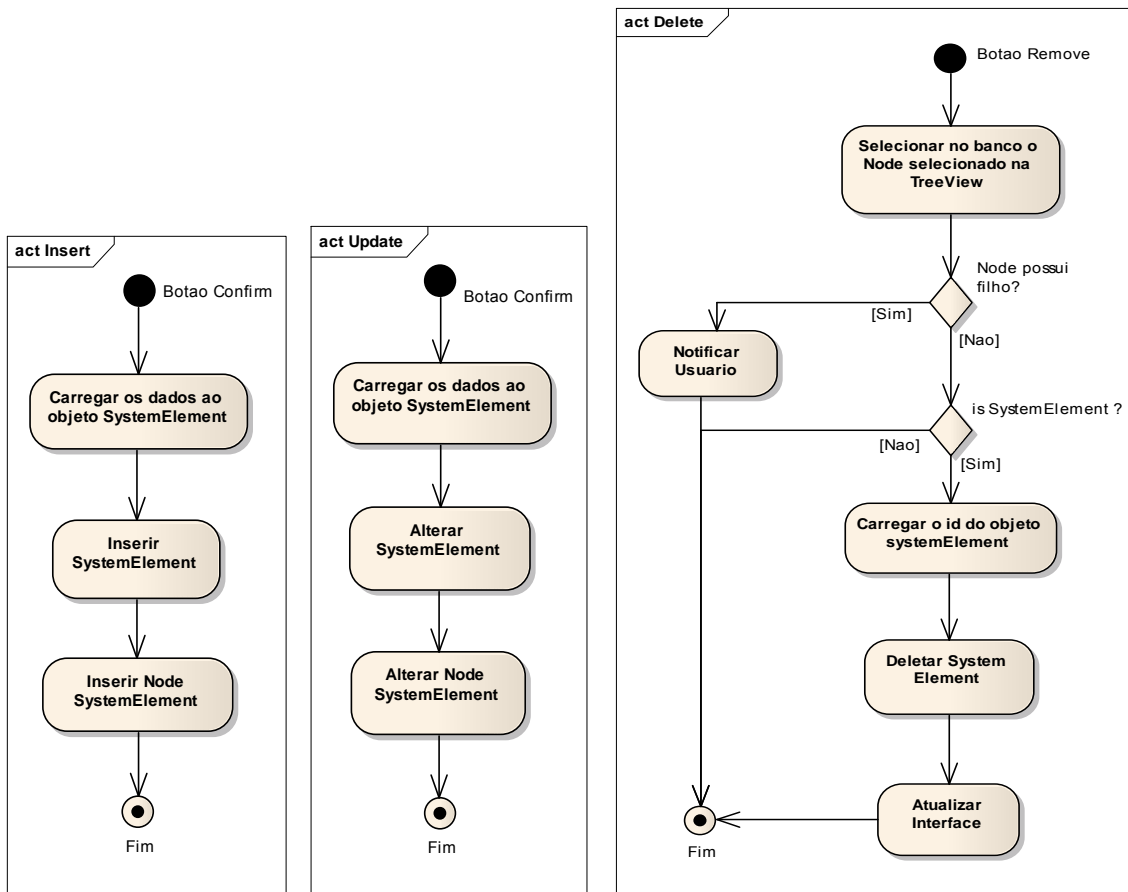 act Insert
Botao Confirm
Carregar os dados ao
objeto SystemElement
Inserir
SystemElement
Inserir Node
SystemElement
Fim
act Update
Botao Confirm
Carregar os dados ao
objeto SystemElement
Alterar
SystemElement
Alterar Node
SystemElement
Fim
act Delete
Botao Remove
Selecionar no banco o
Node selecionado na
TreeView
Node possui
filho?
[Sim]
[Nao]
Notificar
Usuario
is SystemElement ?
[Nao]
[Sim]
Carregar o id do objeto
systemElement
Deletar System
Element
Atualizar
Interface
Fim